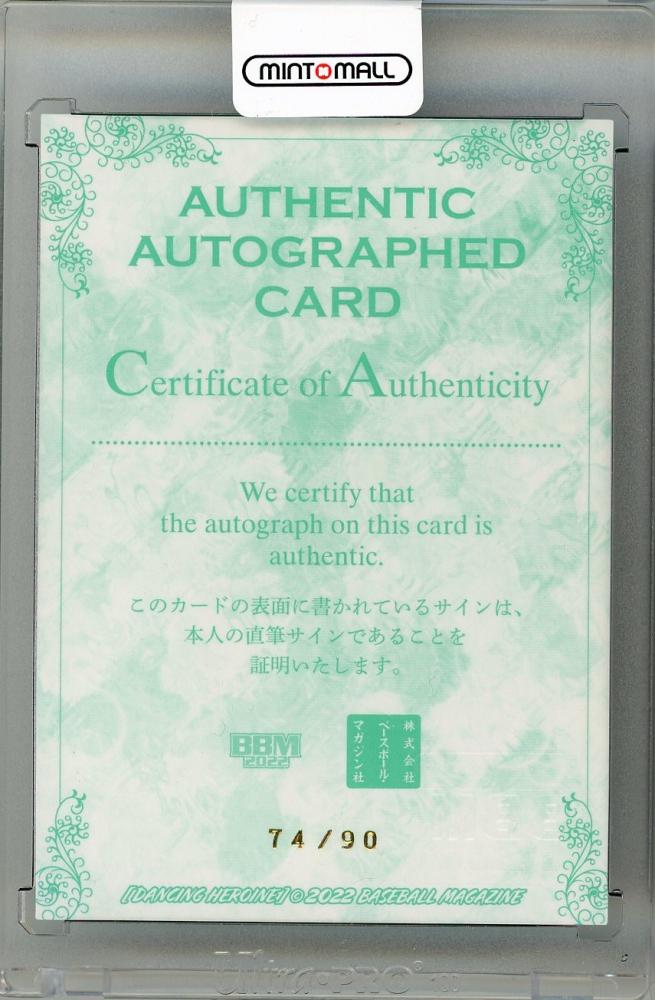 MINT MALL
AUTHENTIC
AUTOGRAPHED
CARD
Certificate of Authenticity
We certify that
the autograph on this card is
authentic.
このカードの表面に書かれているサインは、
本人の直筆サインであることを
証明いたします。
BBM
2022
株式会社
ベースボール・
マガジン社
74/90
[DANCING HEROINE] © 2022 BASEBALL MAGAZINE
Ultra·PRO®